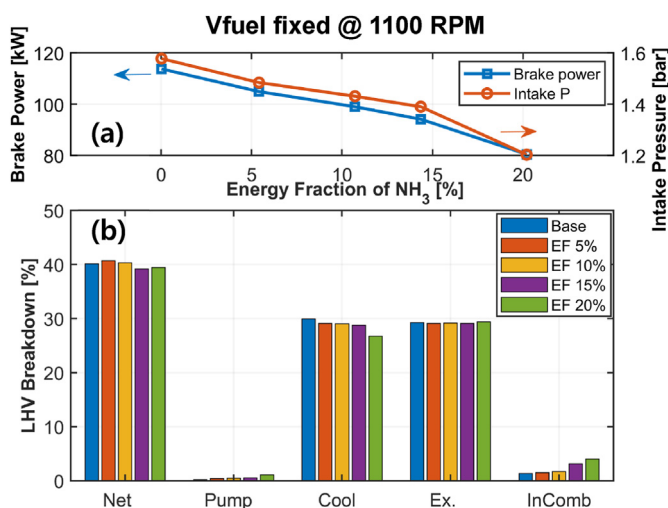 Vfuel fixed @ 1100 RPM
Brake Power [kW]
120
100
80
(a)
Brake power
Intake P
1.6
1.4
1.2
Intake Pressure [bar]
0 5 10 15 20
Energy Fraction of NH3 [%]
LHV Breakdown [%]
50
40
30
20
10
0
(b)
Base
EF 5%
EF 10%
EF 15%
EF 20%
Net Pump Cool Ex. InComb